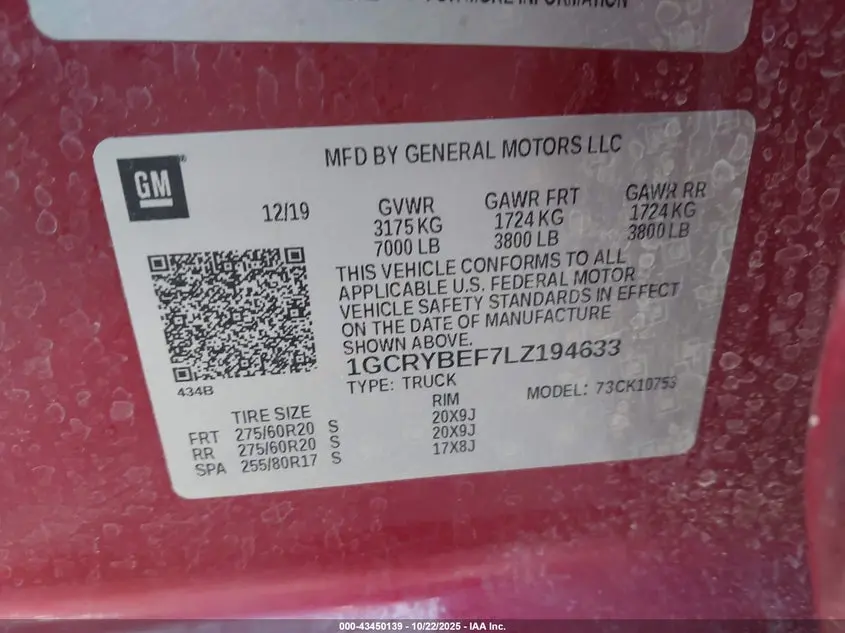 FOR MORE INFORMATION
MFD BY GENERAL MOTORS LLC
GM
®
12/19
GVWR
3175 KG
7000 LB
GAWR FRT
1724 KG
3800 LB
GAWR RR
1724 KG
3800 LB
THIS VEHICLE CONFORMS TO ALL
APPLICABLE U.S. FEDERAL MOTOR
VEHICLE SAFETY STANDARDS IN EFFECT
ON THE DATE OF MANUFACTURE
SHOWN ABOVE.
1GCRYBEF7LZ194633
TYPE: TRUCK
MODEL: 73CK10753
434B
TIRE SIZE RIM
FRT 275/60R20 S 20X9J
RR 275/60R20 S 20X9J
SPA 255/80R17 S 17X8J
000-43450139 - 10/22/2025 - IAA Inc.